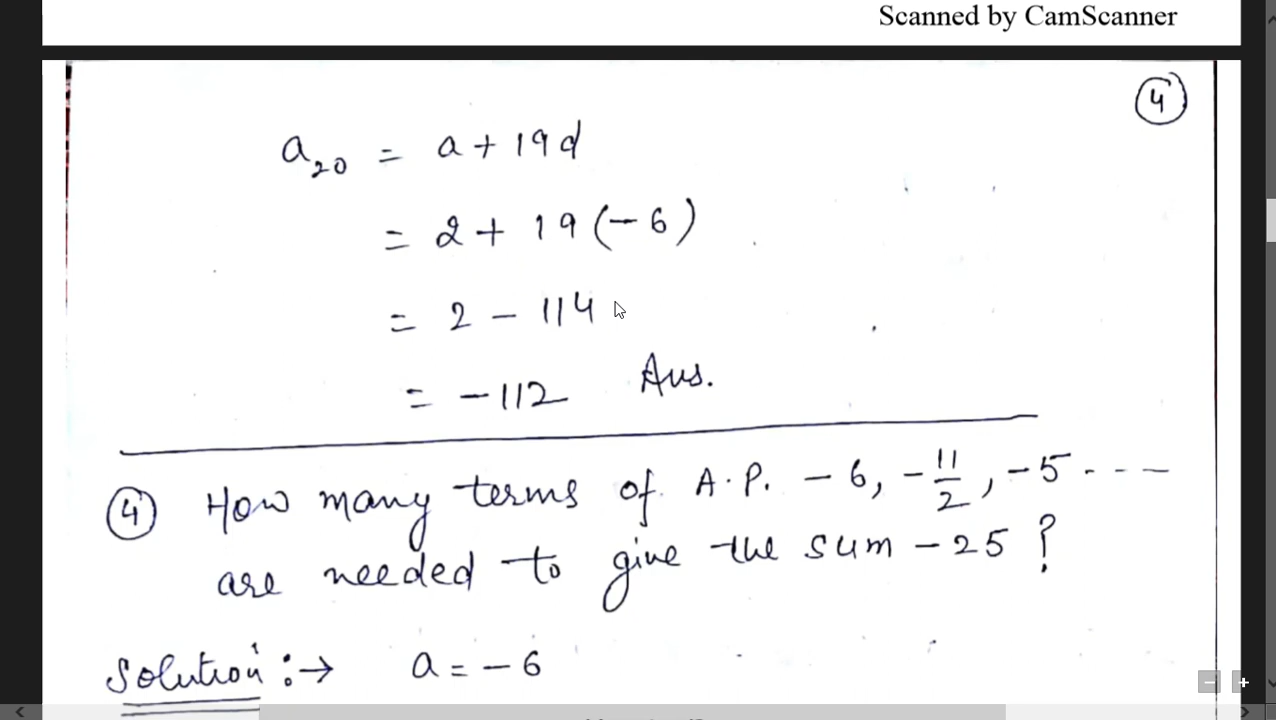 Scanned by CamScanner
4
a₂₀ = a + 19d
= 2 + 19(-6)
= 2 - 114
= -112 Ans.
4 How many terms of A.P. -6, -11/2, -5 ---
are needed to give the sum -25 ?
Solution :→ a = -6